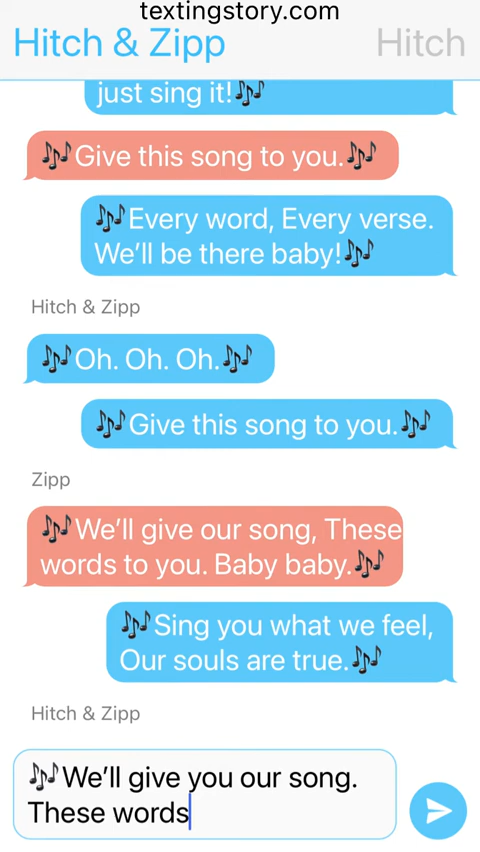 textingstory.com
Hitch & Zipp Hitch
just sing it!🎶
🎶Give this song to you.🎶
🎶Every word, Every verse.
We’ll be there baby!🎶
Hitch & Zipp
🎶Oh. Oh. Oh.🎶
🎶Give this song to you.🎶
Zipp
🎶We’ll give our song, These
words to you. Baby baby.🎶
🎶Sing you what we feel,
Our souls are true.🎶
Hitch & Zipp
🎶We’ll give you our song.
These words